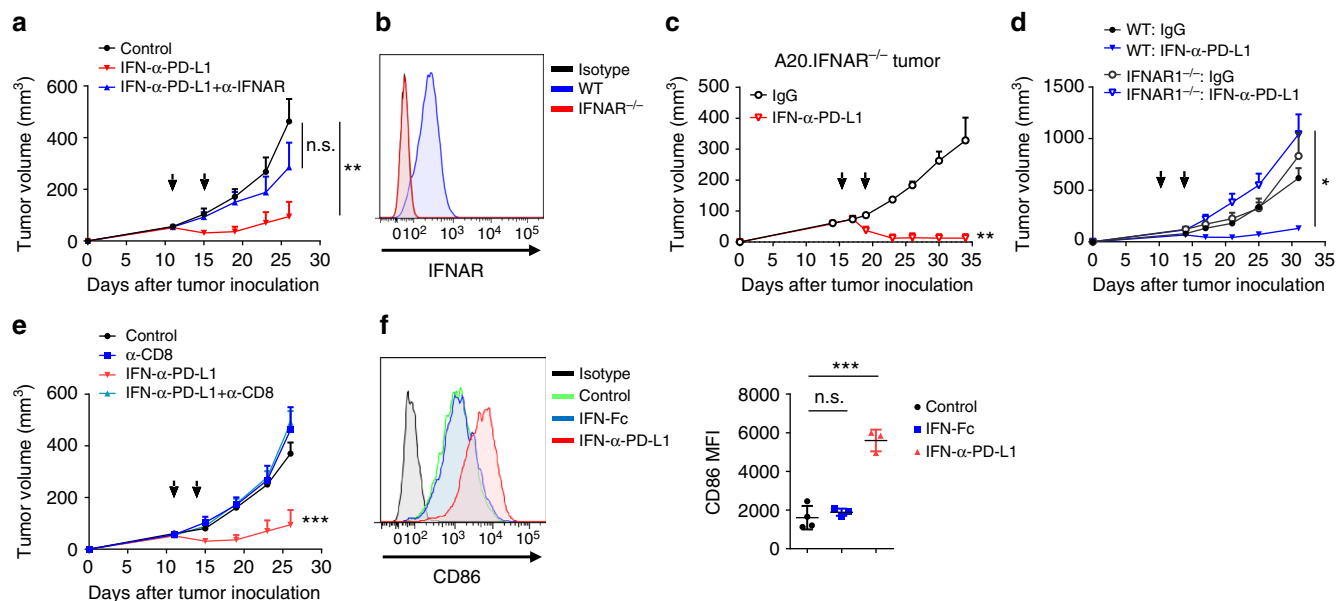 a
Control
IFN-α-PD-L1
IFN-α-PD-L1+α-IFNAR
Tumor volume (mm³)
600
400
200
0
n.s.
**
0 5 10 15 20 25 30
Days after tumor inoculation
b
Isotype
WT
IFNAR⁻/⁻
0 10² 10³ 10⁴ 10⁵
IFNAR
c
A20.IFNAR⁻/⁻ tumor
IgG
IFN-α-PD-L1
Tumor volume (mm³)
500
400
300
200
100
0
**
0 5 10 15 20 25 30 35
Days after tumor inoculation
d
WT: IgG
WT: IFN-α-PD-L1
IFNAR1⁻/⁻: IgG
IFNAR1⁻/⁻: IFN-α-PD-L1
Tumor volume (mm³)
1000
500
0
*
0 5 10 15 20 25 30 35
Days after tumor inoculation
e
Control
α-CD8
IFN-α-PD-L1
IFN-α-PD-L1+α-CD8
Tumor volume (mm³)
600
400
200
0
***
0 5 10 15 20 25 30
Days after tumor inoculation
f
Isotype
Control
IFN-Fc
IFN-α-PD-L1
0 10² 10³ 10⁴ 10⁵
CD86
CD86 MFI
8000
6000
4000
2000
0
***
n.s.
Control
IFN-Fc
IFN-α-PD-L1